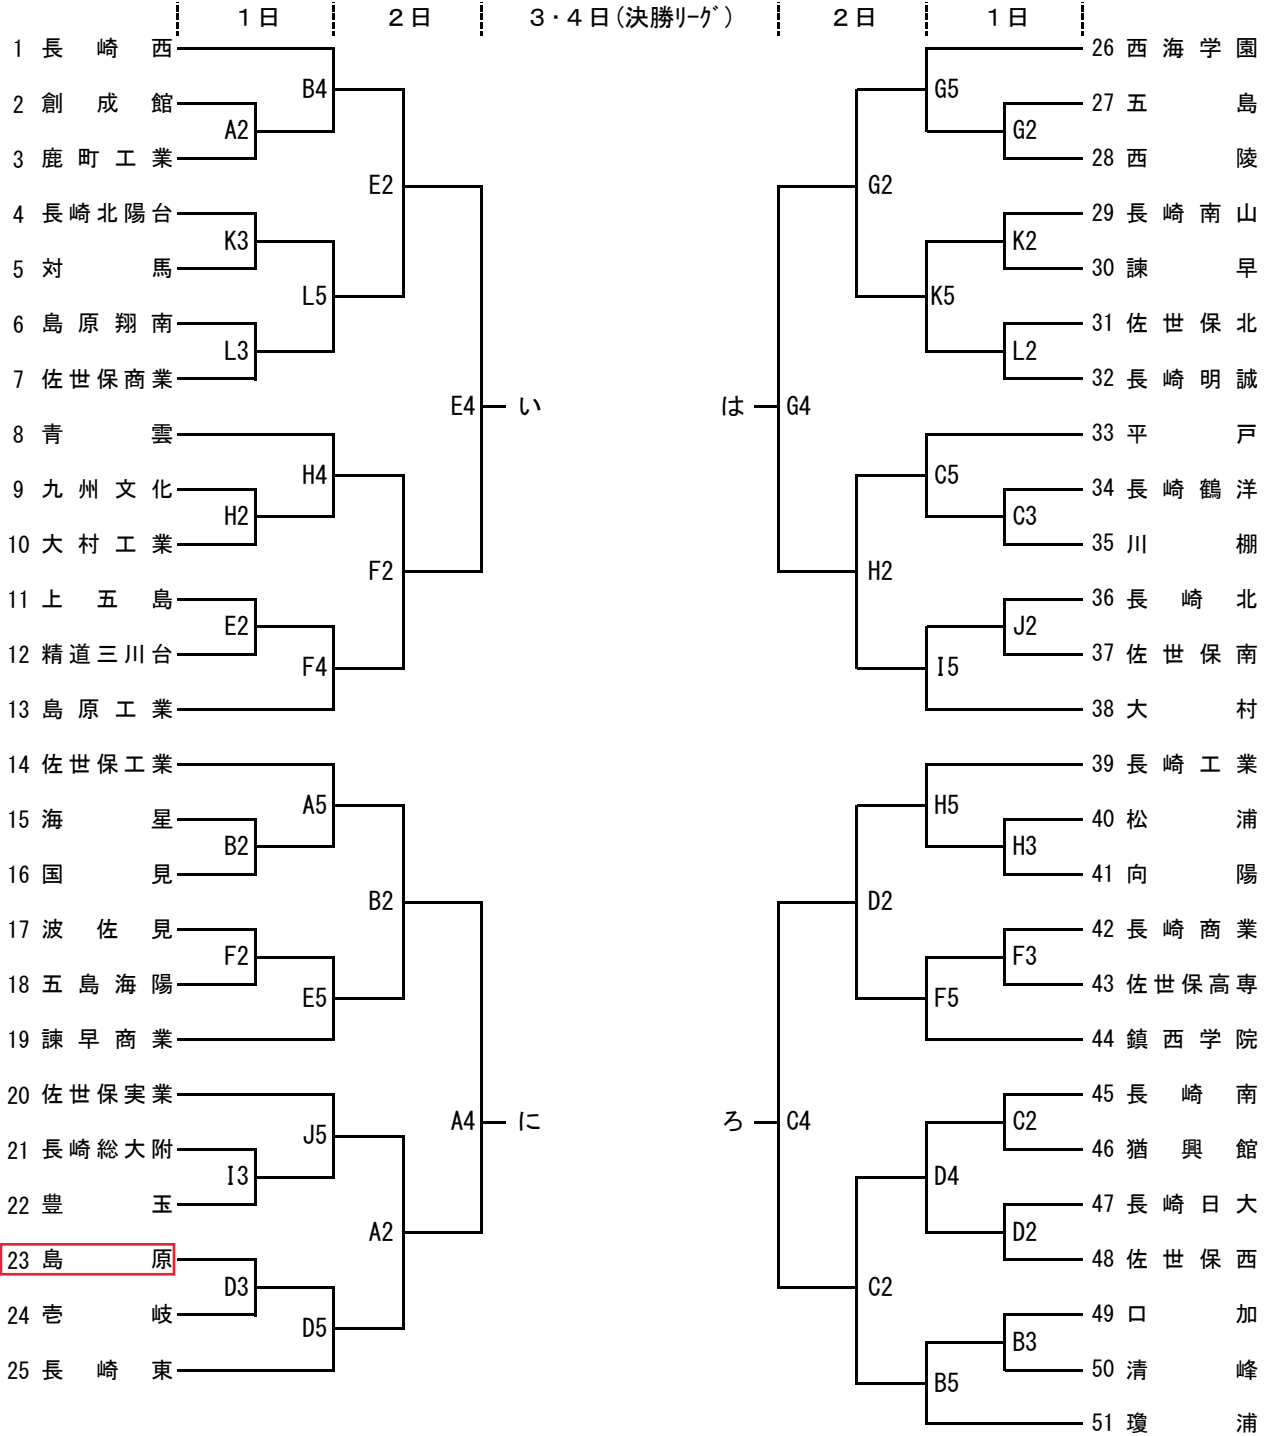 1日 2日 3・4日(決勝ﾘｰｸﾞ) 2日 1日
1 長崎西
B4
2 創成館
A2
3 鹿町工業
E2
4 長崎北陽台
K3
5 対馬
L5
6 島原翔南
L3
7 佐世保商業
E4 い
8 青雲
H4
9 九州文化
H2
10 大村工業
F2
11 上五島
E2
12 精道三川台
F4
13 島原工業
14 佐世保工業
A5
15 海星
B2
16 国見
B2
17 波佐見
F2
18 五島海陽
E5
19 諫早商業
20 佐世保実業
A4 に
J5
21 長崎総大附
I3
22 豊玉
A2
23 島原
D3
24 壱岐
D5
25 長崎東
26 西海学園
G5
27 五島
G2
28 西陵
G2
29 長崎南山
K2
30 諫早
K5
31 佐世保北
L2
32 長崎明誠
は G4
33 平戸
C5
34 長崎鶴洋
C3
35 川棚
H2
36 長崎北
J2
37 佐世保南
I5
38 大村
39 長崎工業
H5
40 松浦
H3
41 向陽
D2
42 長崎商業
F3
43 佐世保高専
F5
44 鎮西学院
45 長崎南
ろ C4
C2
46 猶興館
D4
47 長崎日大
D2
48 佐世保西
C2
49 口加
B3
50 清峰
B5
51 瓊浦